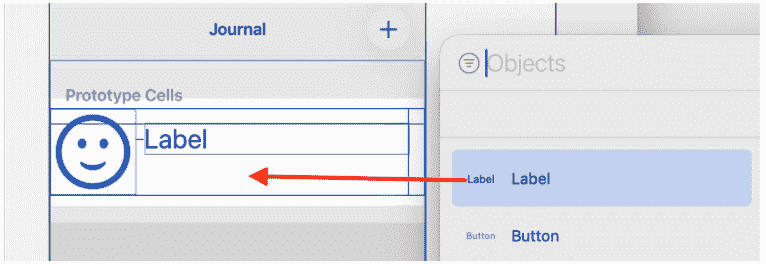 Journal
Objects
Prototype Cells
Label
Label Label
Button Button